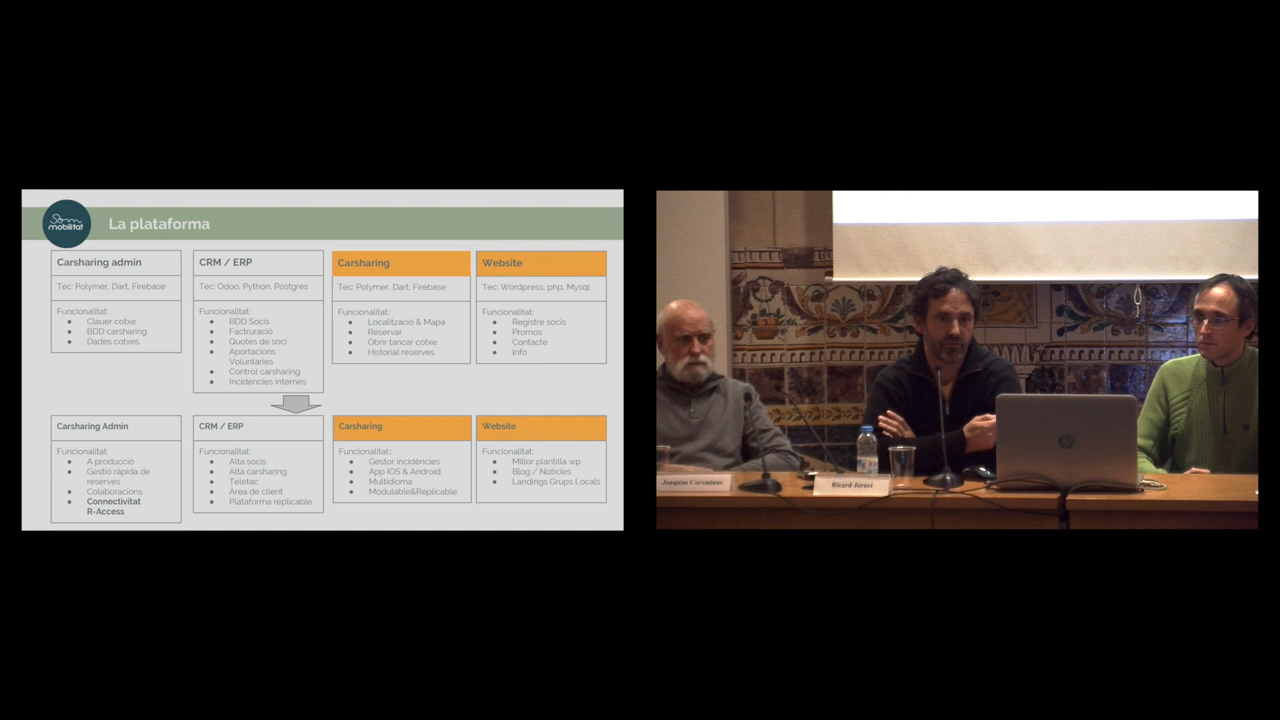 Som
mobilitat
La plataforma
Carsharing admin
Tec: Polymer, Dart, Firebase
Funcionalitat:
● Clauer cotxe
● BDD carsharing
● Dades cotxes
CRM / ERP
Tec: Odoo, Python, Postgres
Funcionalitat:
● BDD Socis
● Facturació
● Quotes de soci
● Aportacions
Voluntaries
● Control carsharing
● Incidències internes
Carsharing
Tec: Polymer, Dart, Firebase
Funcionalitat:
● Localització & Mapa
● Reservar
● Obrir tancar cotxe
● Historial reserves
Website
Tec: Wordpress, php, Mysql
Funcionalitat:
● Registre socis
● Promos
● Contacte
● Info
Carsharing Admin
Funcionalitat:
● A producció
● Gestió ràpida de
reserves
● Colaboracions
● Connectivitat
R-Access
CRM / ERP
Funcionalitat:
● Alta socis
● Alta carsharing
● Teletac
● Àrea de client
● Plataforma replicable
Carsharing
Funcionalitat:
● Gestor incidències
● App IOS & Android
● Multidioma
● Modulable&Replicable
Website
Funcionalitat:
● Millor plantilla wp
● Blog / Notícies
● Landings Grups Locals
Joaquim Corominas
Ricard Jornet
hp